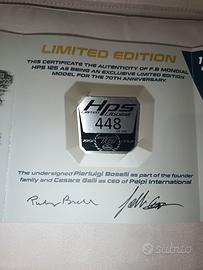 LIMITED EDITION
THIS CERTIFICATE THE AUTHENTICITY OF F.B MONDIAL
HPS 125 AS BEING AN EXCLUSIVE LIMITED EDITION
MODEL FOR THE 70TH ANNIVERSARY.
Hps
Limited
448
The undersigned Pierluigi Boselli as part of the founder
family and Cesare Galli as CEO of Pelpi International
subito